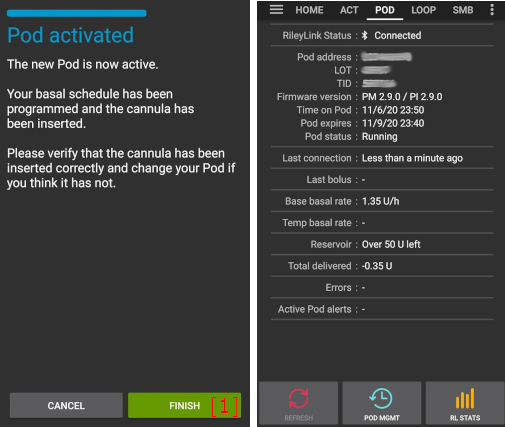 Pod activated
The new Pod is now active.
Your basal schedule has been
programmed and the cannula has
been inserted.
Please verify that the cannula has been
inserted correctly and change your Pod if
you think it has not.
CANCEL
FINISH [1]
HOME ACT POD LOOP SMB
RileyLink Status : Connected
Pod address :
LOT :
TID :
Firmware version : PM 2.9.0 / PI 2.9.0
Time on Pod : 11/6/20 23:50
Pod expires : 11/9/20 23:40
Pod status : Running
Last connection : Less than a minute ago
Last bolus : -
Base basal rate : 1.35 U/h
Temp basal rate : -
Reservoir : Over 50 U left
Total delivered : -0.35 U
Errors : -
Active Pod alerts : -
REFRESH
POD MGMT
RL STATS